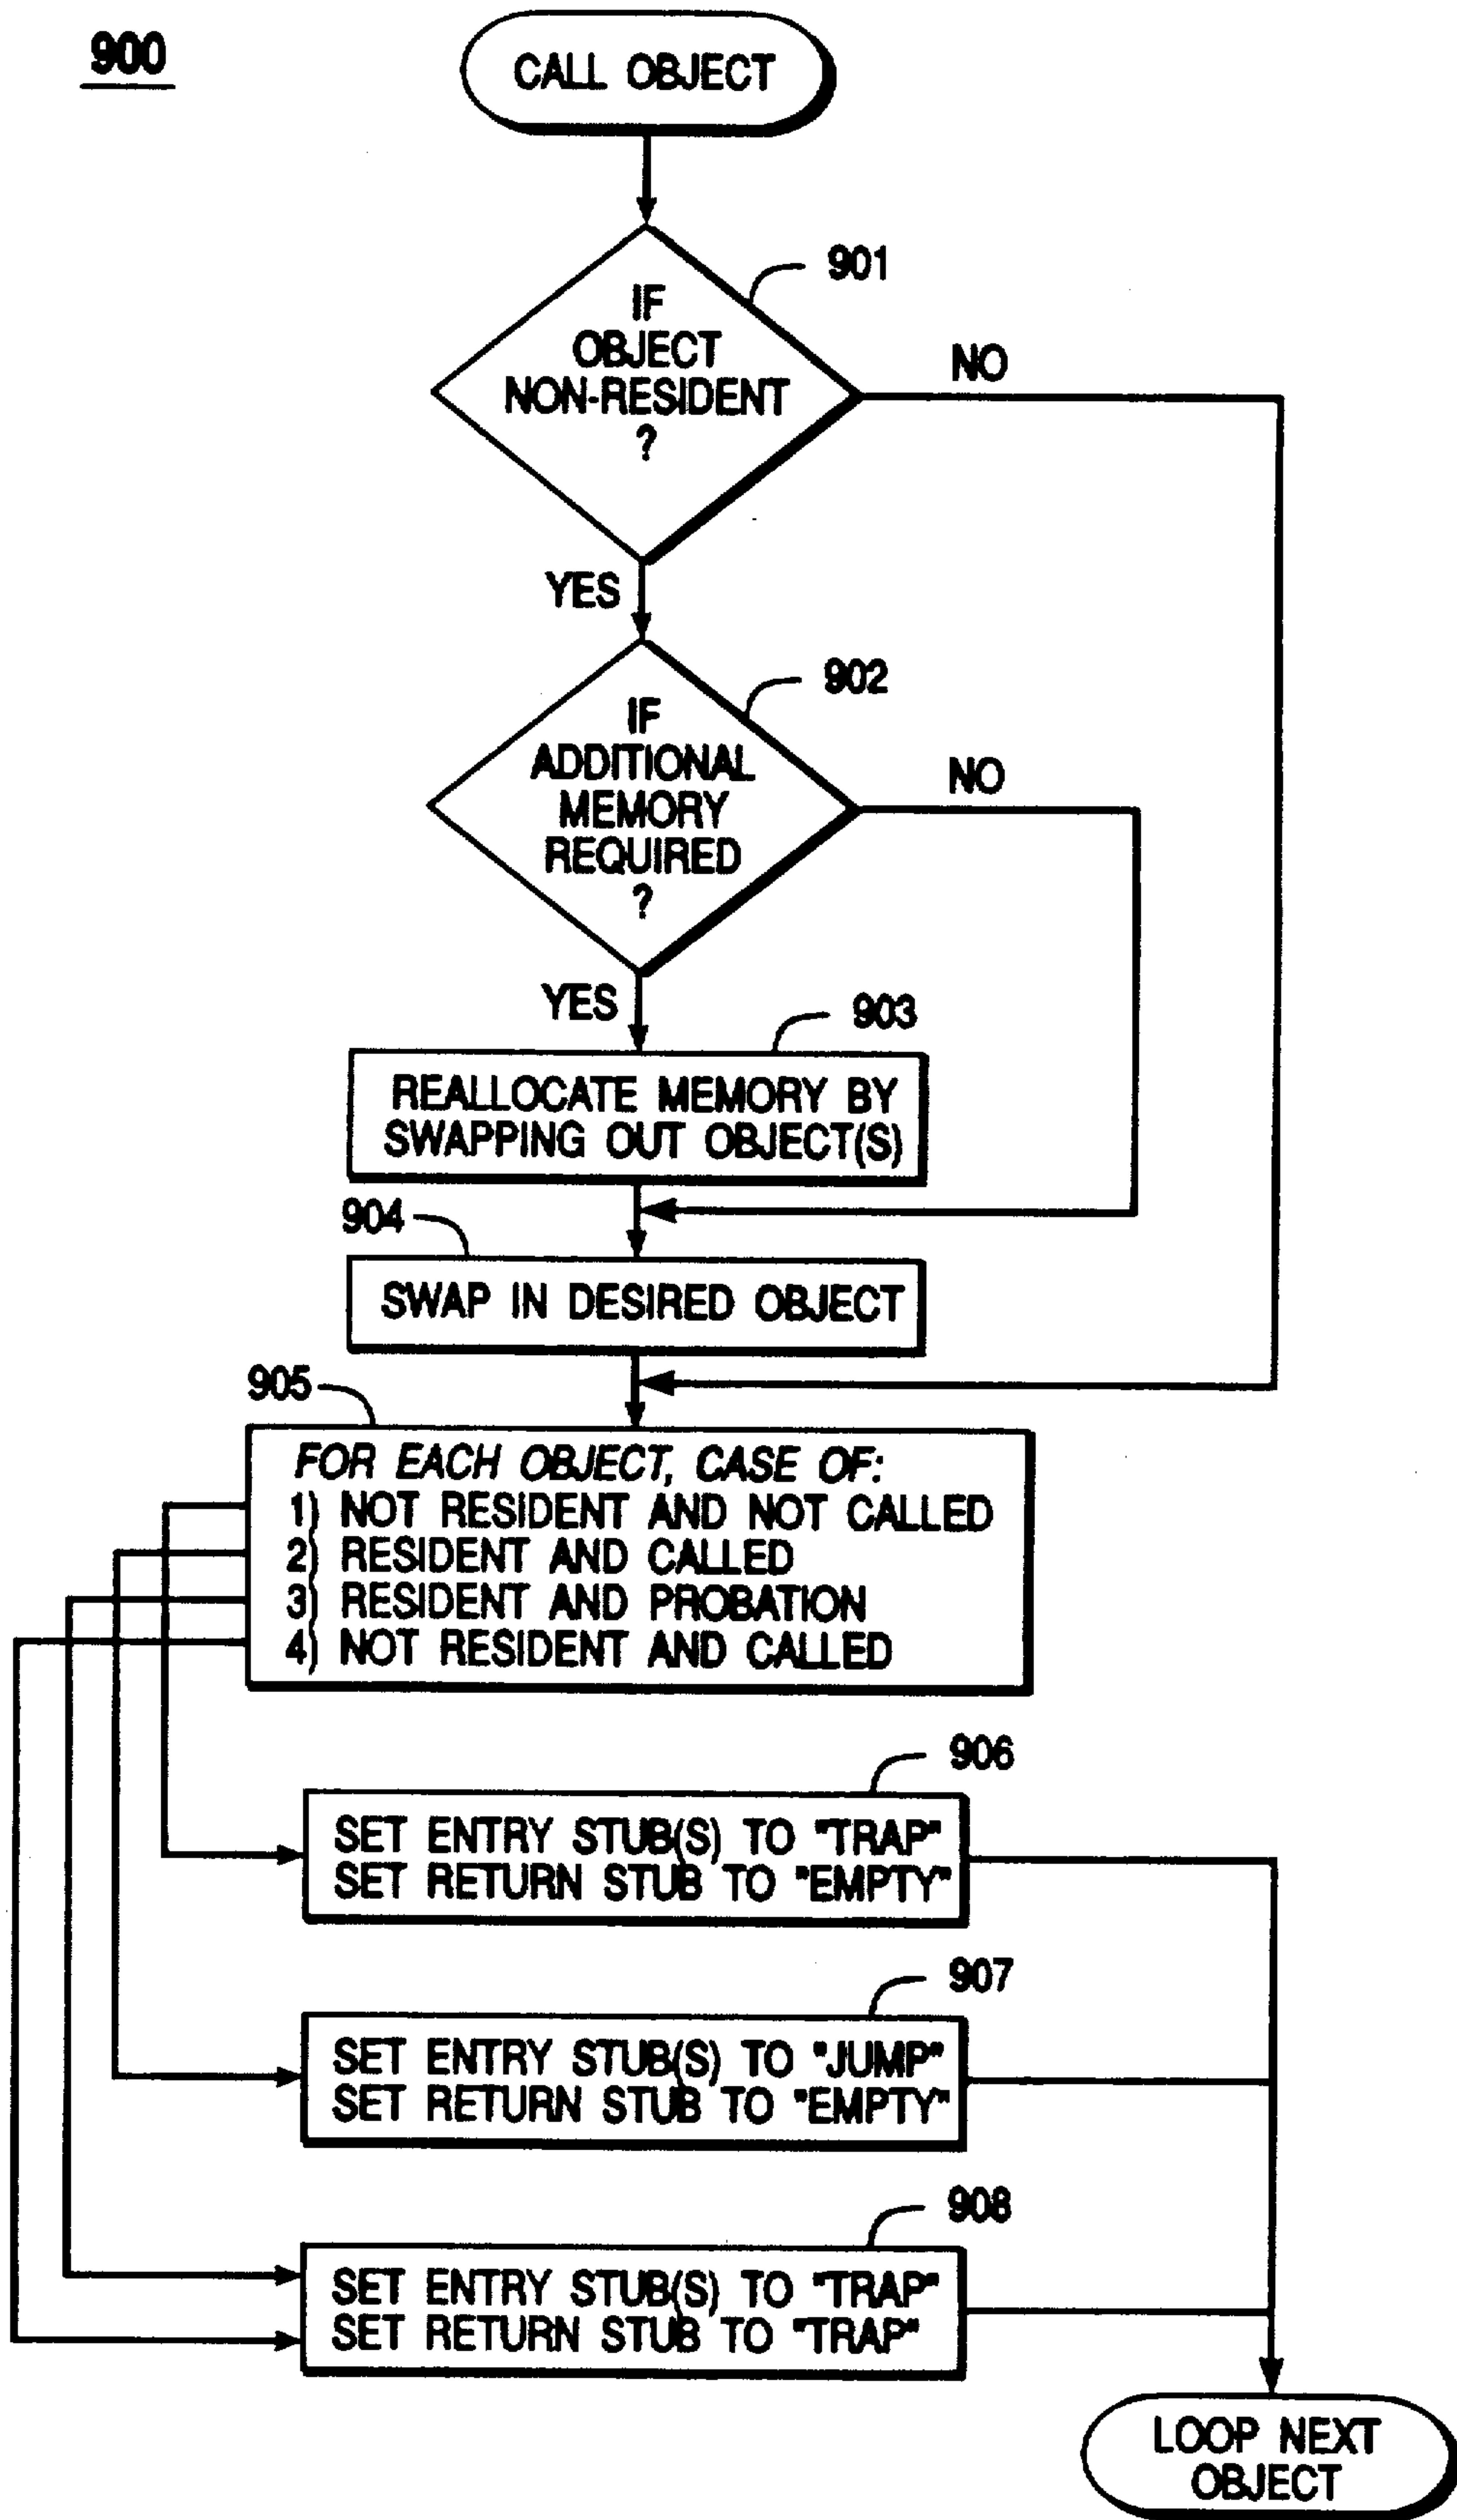 900
CALL OBJECT
901
IF
OBJECT
NON-RESIDENT
?
NO
YES
902
IF
ADDITIONAL
MEMORY
REQUIRED
?
NO
YES
903
REALLOCATE MEMORY BY
SWAPPING OUT OBJECT(S)
904
SWAP IN DESIRED OBJECT
905
FOR EACH OBJECT, CASE OF:
1) NOT RESIDENT AND NOT CALLED
2) RESIDENT AND CALLED
3) RESIDENT AND PROBATION
4) NOT RESIDENT AND CALLED
906
SET ENTRY STUB(S) TO "TRAP"
SET RETURN STUB TO "EMPTY"
907
SET ENTRY STUB(S) TO "JUMP"
SET RETURN STUB TO "EMPTY"
908
SET ENTRY STUB(S) TO "TRAP"
SET RETURN STUB TO "TRAP"
LOOP NEXT
OBJECT